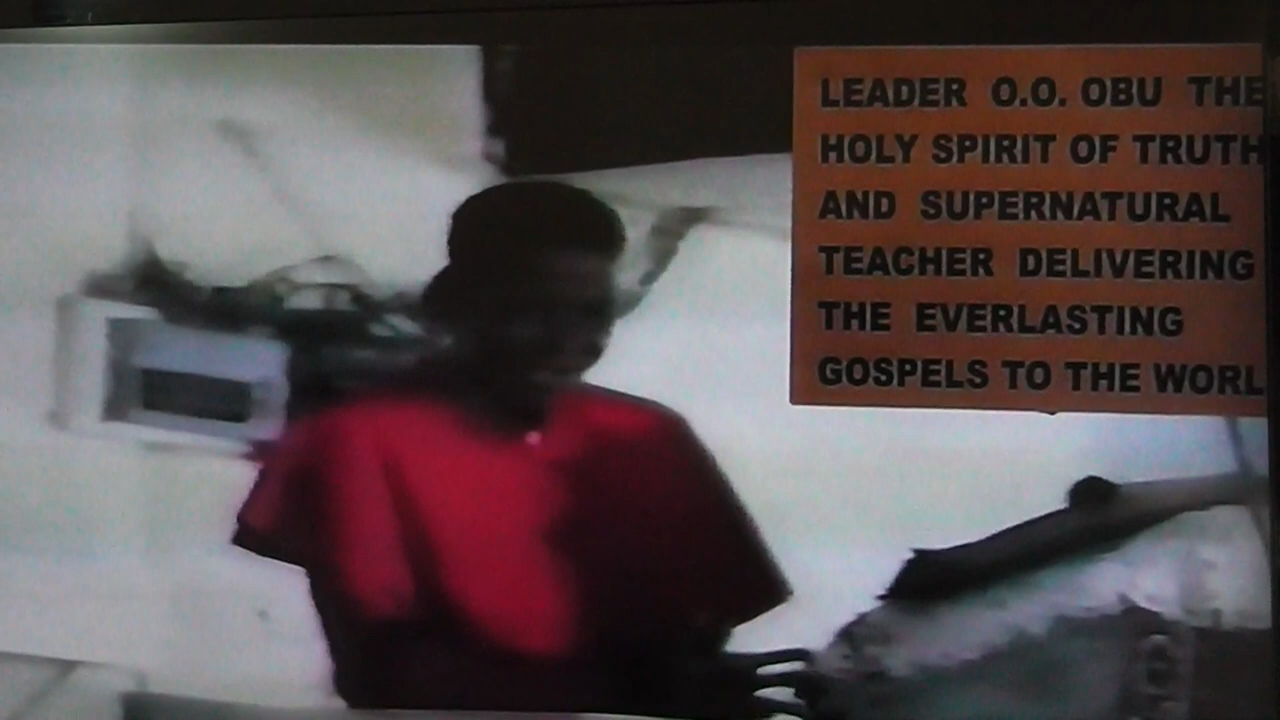 LEADER O.O. OBU THE
HOLY SPIRIT OF TRUTH
AND SUPERNATURAL
TEACHER DELIVERING
THE EVERLASTING
GOSPELS TO THE WORL